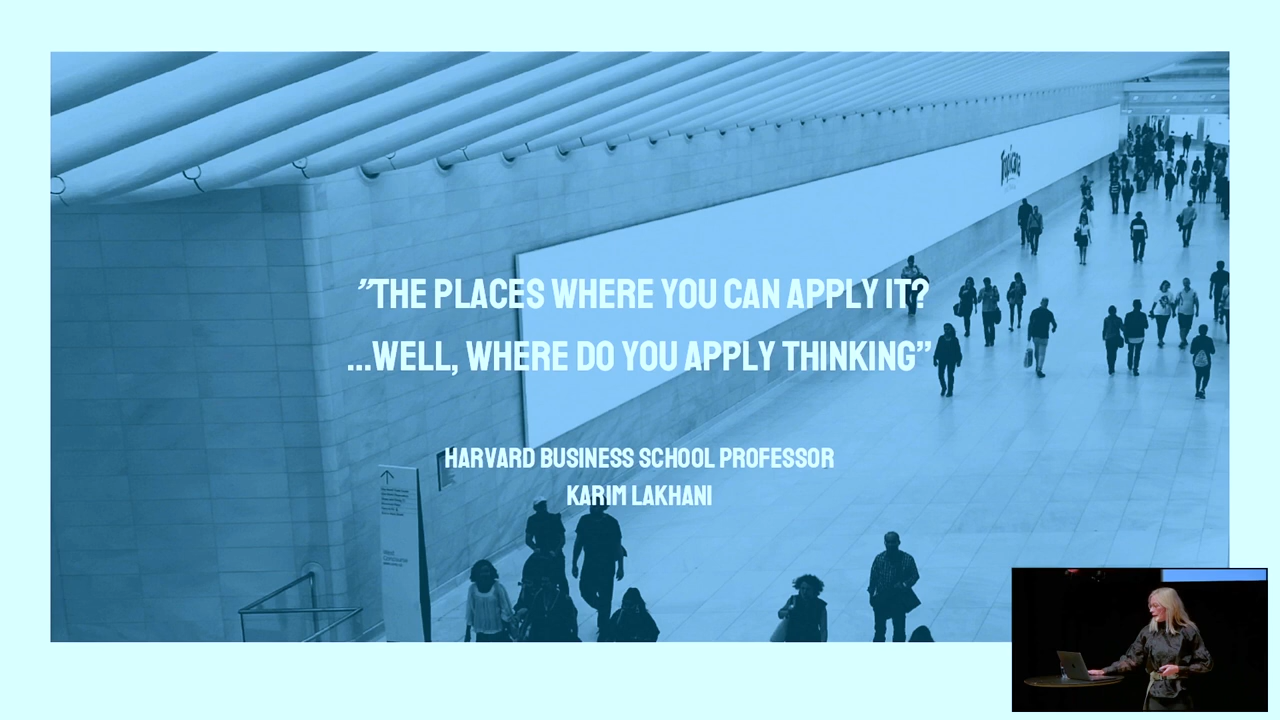 ”THE PLACES WHERE YOU CAN APPLY IT?
...WELL, WHERE DO YOU APPLY THINKING”
HARVARD BUSINESS SCHOOL PROFESSOR
KARIM LAKHANI